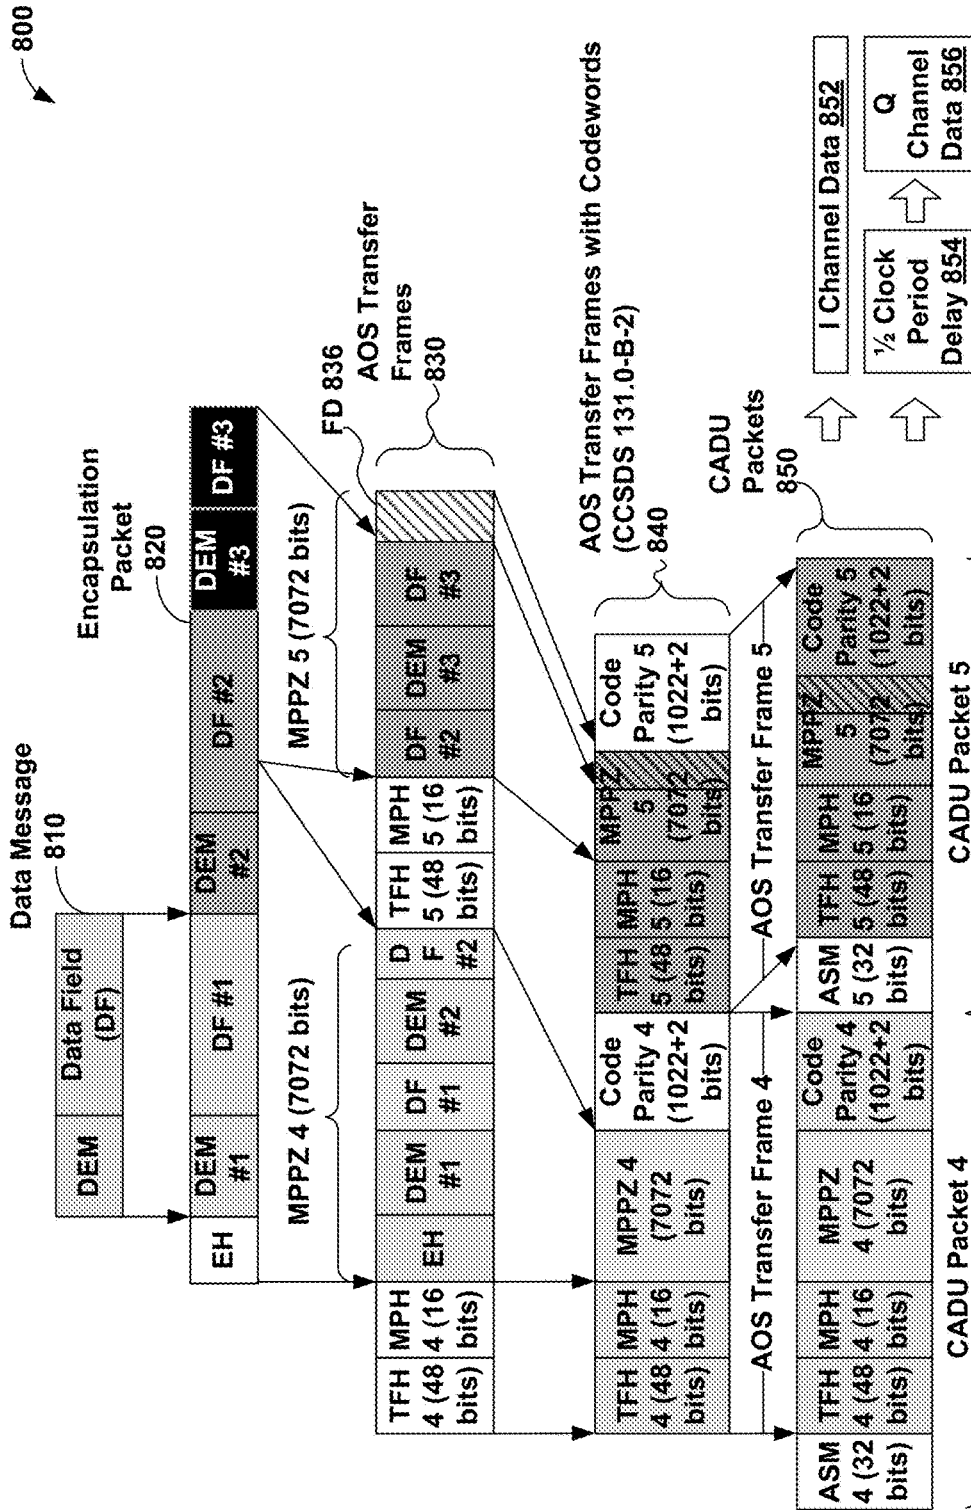 800
Data Message
810
DEM
Data Field
(DF)
Encapsulation
Packet
820
EH
DEM
#1
DF #1
DEM
#2
DF #2
DEM
#3
DF #3
MPPZ 4 (7072 bits)
MPPZ 5 (7072 bits)
FD 836
AOS Transfer
Frames
830
TFH
4 (48
bits)
MPH
4 (16
bits)
EH
DEM
#1
DF
#1
DEM
#2
D
F
#2
TFH
5 (48
bits)
MPH
5 (16
bits)
DF
#2
DEM
#3
DF
#3
AOS Transfer Frames with Codewords
(CCSDS 131.0-B-2)
840
TFH
4 (48
bits)
MPH
4 (16
bits)
MPPZ 4
(7072
bits)
Code
Parity 4
(1022+2
bits)
TFH
5 (48
bits)
MPH
5 (16
bits)
MPPZ
5
(7072
bits)
Code
Parity 5
(1022+2
bits)
AOS Transfer Frame 4
AOS Transfer Frame 5
CADU
Packets
850
ASM
4 (32
bits)
TFH
4 (48
bits)
MPH
4 (16
bits)
MPPZ
4 (7072
bits)
Code
Parity 4
(1022+2
bits)
ASM
5 (32
bits)
TFH
5 (48
bits)
MPH
5 (16
bits)
MPPZ
5
(7072
bits)
Code
Parity 5
(1022+2
bits)
CADU Packet 4
CADU Packet 5
I Channel Data 852
½ Clock
Period
Delay 854
Q
Channel
Data 856